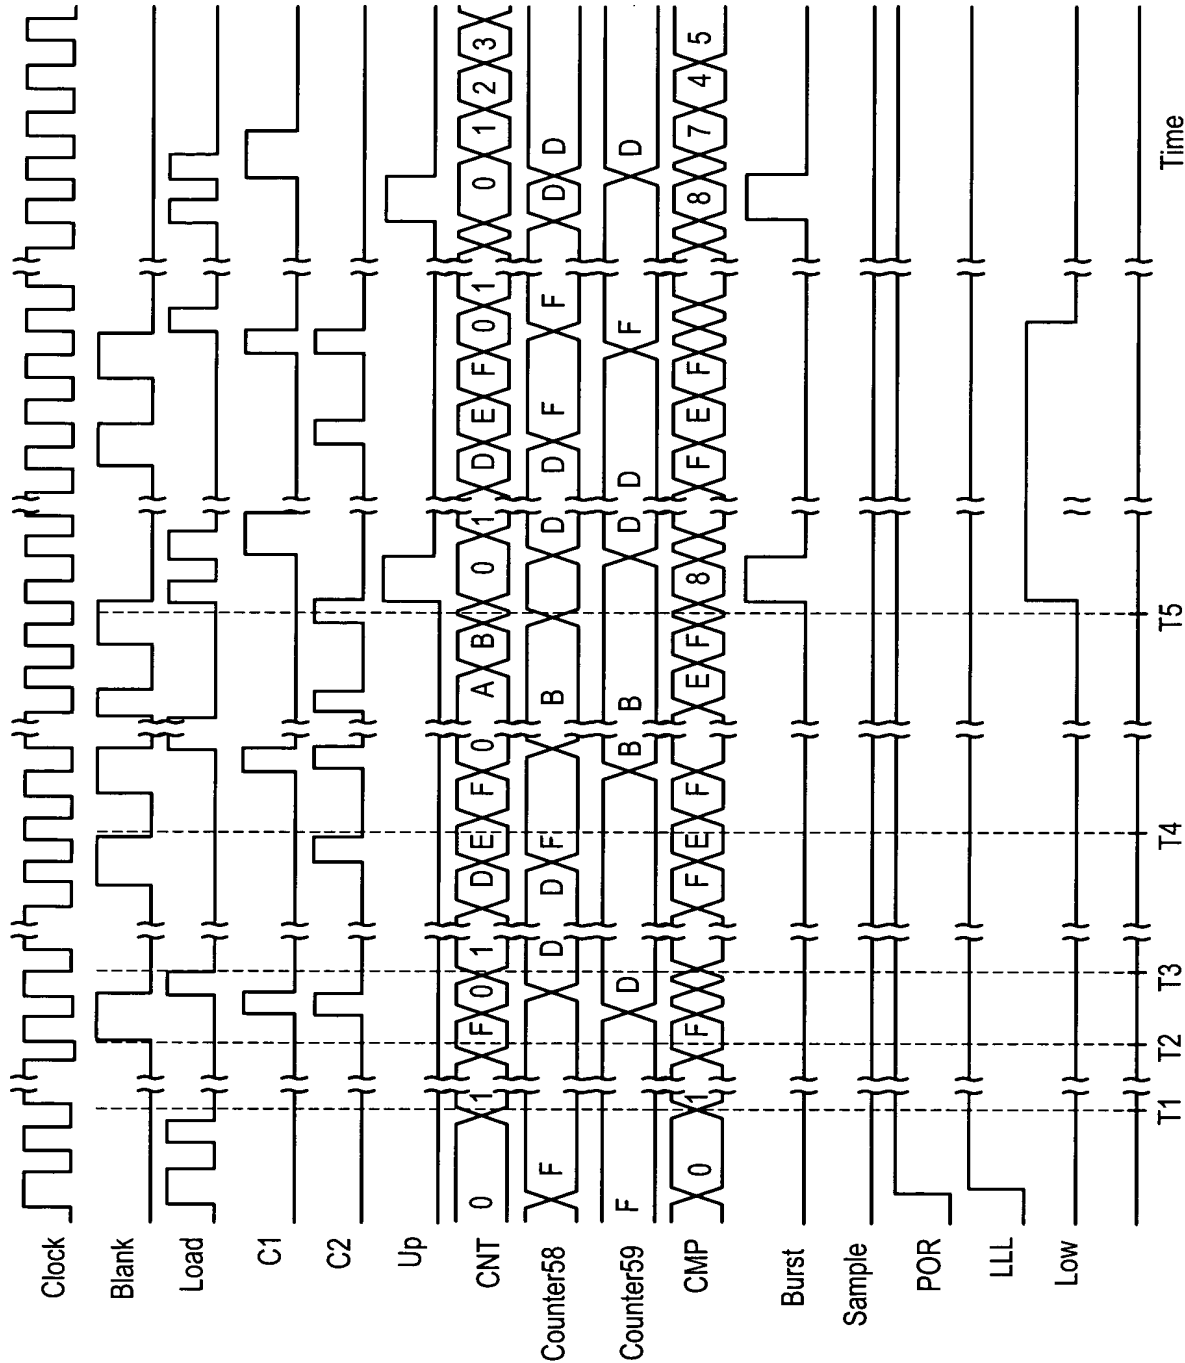 Clock
Blank
Load
C1
C2
Up
CNT 0 1 F 0 1 D E F 0 A B 0 1 D E F 0 1 0 1 2 3
Counter58 F D D F B D D F F D D
Counter59 F D B B D D F D
CMP 0 1 F F E F E F 8 F E F 8 7 4 5
Burst
Sample
POR
LLL
Low
T1 T2 T3 T4 T5 Time